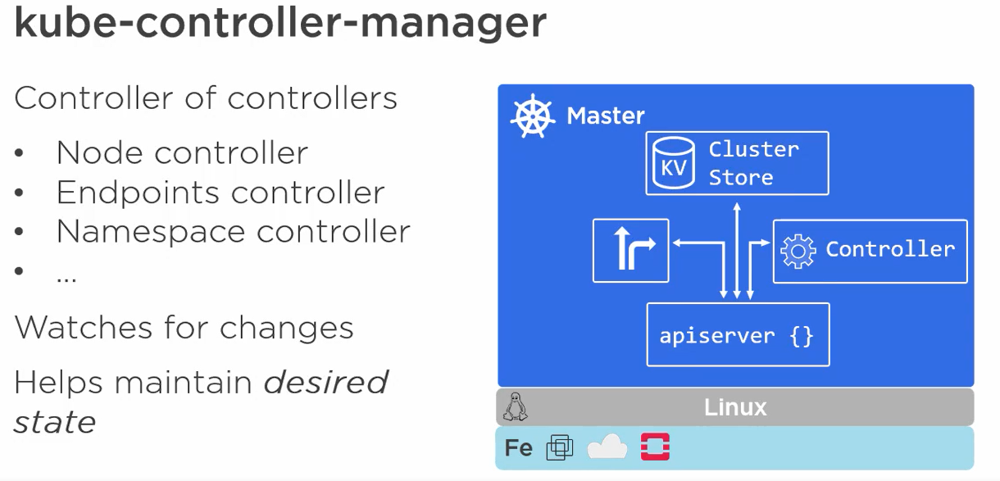 kube-controller-manager
Controller of controllers
• Node controller
• Endpoints controller
• Namespace controller
• ...
Watches for changes
Helps maintain desired
state
Master
KV
Cluster
Store
Controller
apiserver {}
Linux
Fe